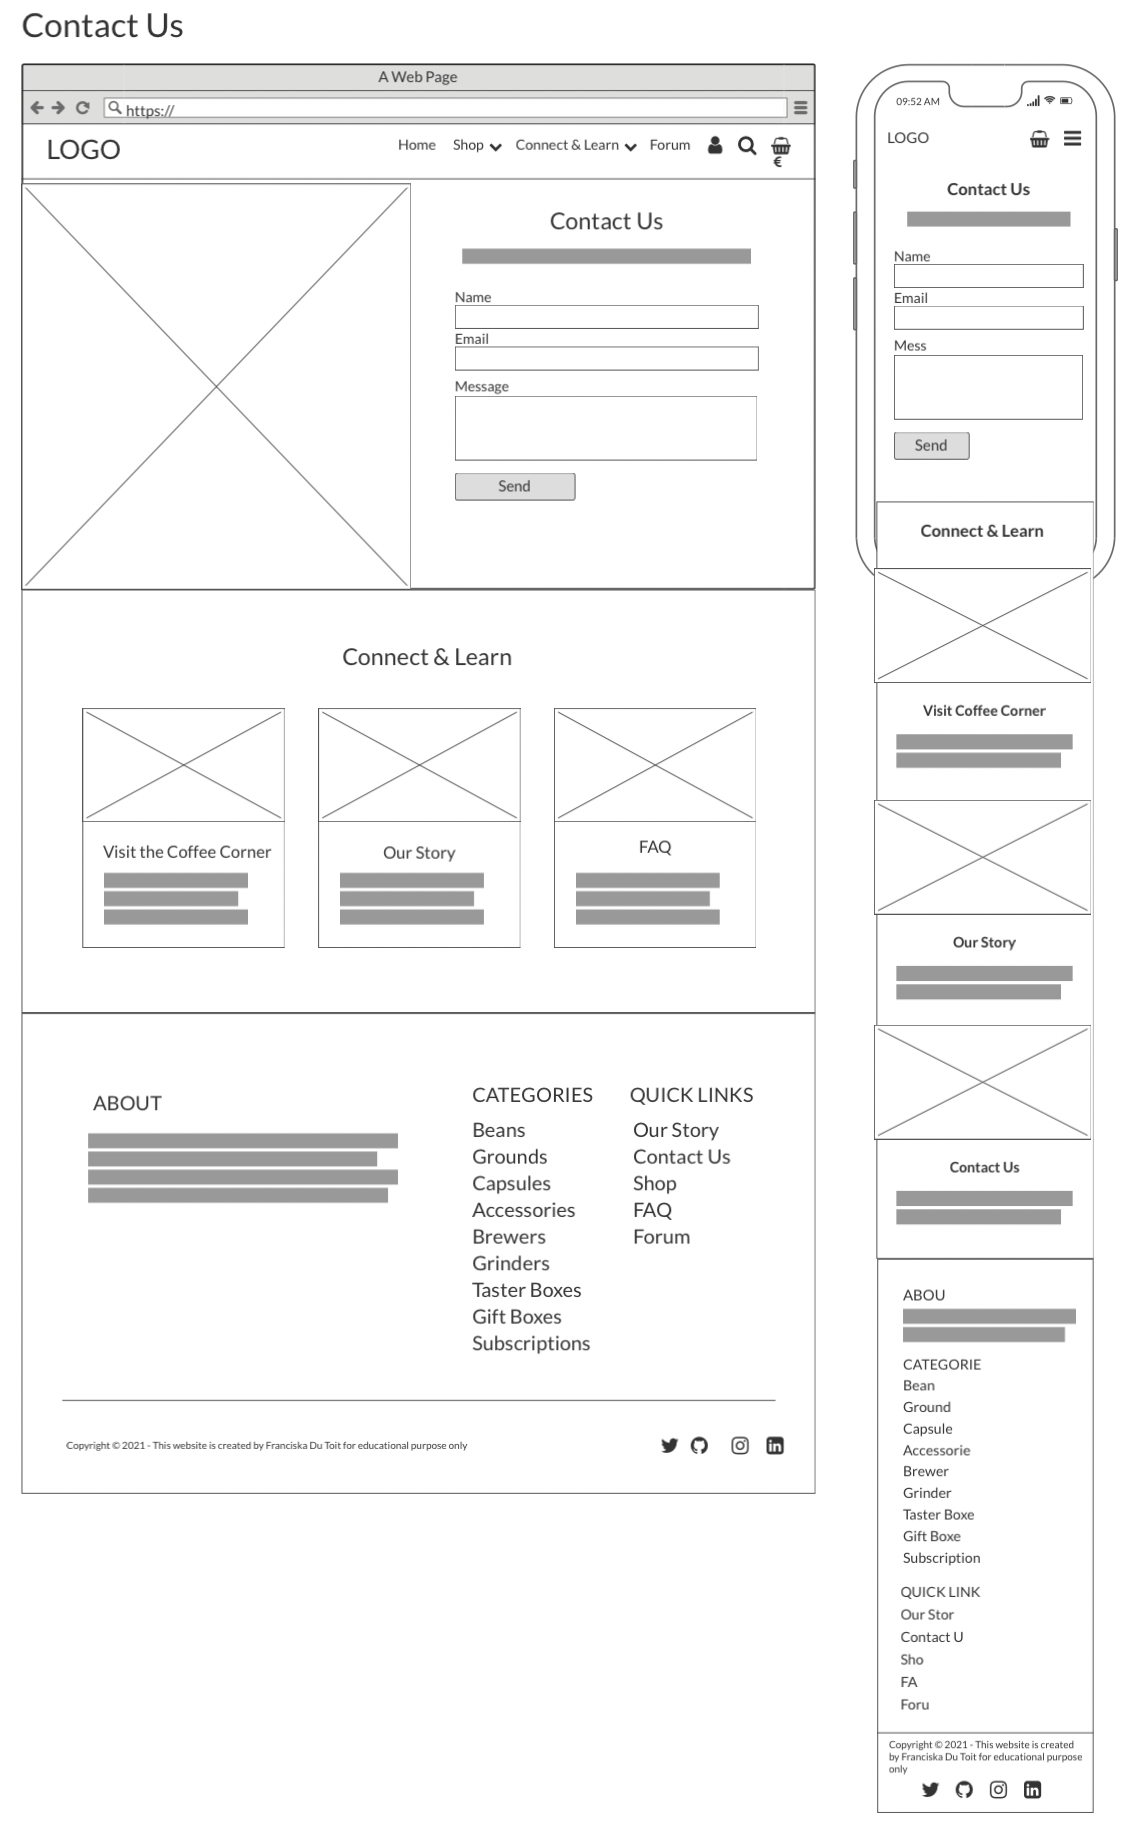 Contact Us
A Web Page
https://
LOGO
Home Shop Connect & Learn Forum
€
Contact Us
Name
Email
Message
Send
Connect & Learn
Visit the Coffee Corner
Our Story
FAQ
ABOUT
CATEGORIES
Beans
Grounds
Capsules
Accessories
Brewers
Grinders
Taster Boxes
Gift Boxes
Subscriptions
QUICK LINKS
Our Story
Contact Us
Shop
FAQ
Forum
Copyright © 2021 - This website is created by Franciska Du Toit for educational purpose only
09:52 AM
LOGO
Contact Us
Name
Email
Mess
Send
Connect & Learn
Visit Coffee Corner
Our Story
Contact Us
ABOU
CATEGORIE
Bean
Ground
Capsule
Accessorie
Brewer
Grinder
Taster Boxe
Gift Boxe
Subscription
QUICK LINK
Our Stor
Contact U
Sho
FA
Foru
Copyright © 2021 - This website is created
by Franciska Du Toit for educational purpose
only